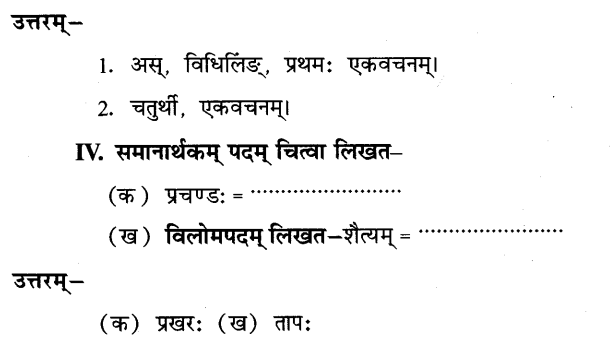 उत्तरम्–
1. अस्, विधिलिंङ्, प्रथमः एकवचनम्।
2. चतुर्थी, एकवचनम्।
IV. समानार्थकम् पदम् चित्वा लिखत–
(क) प्रचण्डः = ..........................
(ख) विलोमपदम् लिखत–शैत्यम् = .........................
उत्तरम्–
(क) प्रखरः (ख) तापः